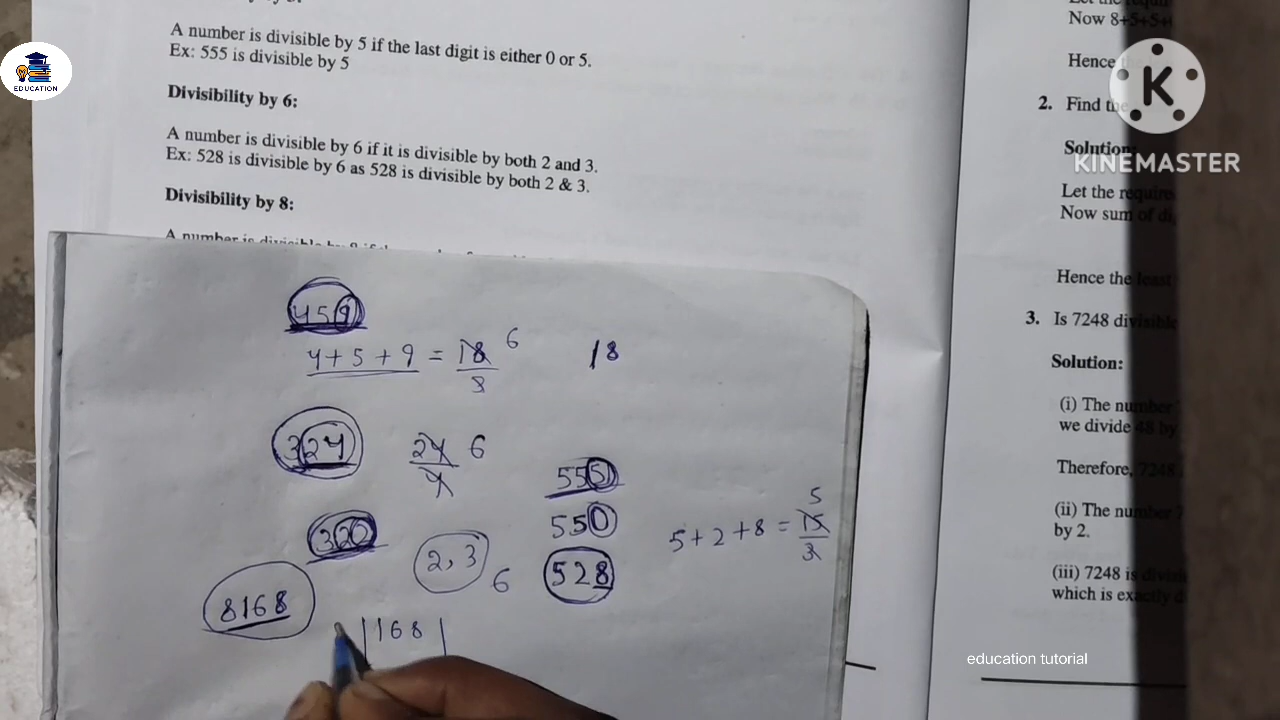 A number is divisible by 5 if the last digit is either 0 or 5.
Ex: 555 is divisible by 5
Divisibility by 6:
A number is divisible by 6 if it is divisible by both 2 and 3.
Ex: 528 is divisible by 6 as 528 is divisible by both 2 & 3.
Divisibility by 8:
A number is divisible by
459
4 + 5 + 9 = 18 6
3
18
324
24 6
4
555
550
320
2, 3
6
528
5 + 2 + 8 = 15 5
3
8168
168
Now 8+5+5+
Hence
2. Find the
Solution:
Let the require
Now sum of di
Hence the least
3. Is 7248 divisible
Solution:
(i) The number
we divide 48 by
Therefore, 7248
(ii) The number
by 2.
(iii) 7248 is
which is exactly
EDUCATION
K
KINEMASTER
education tutorial